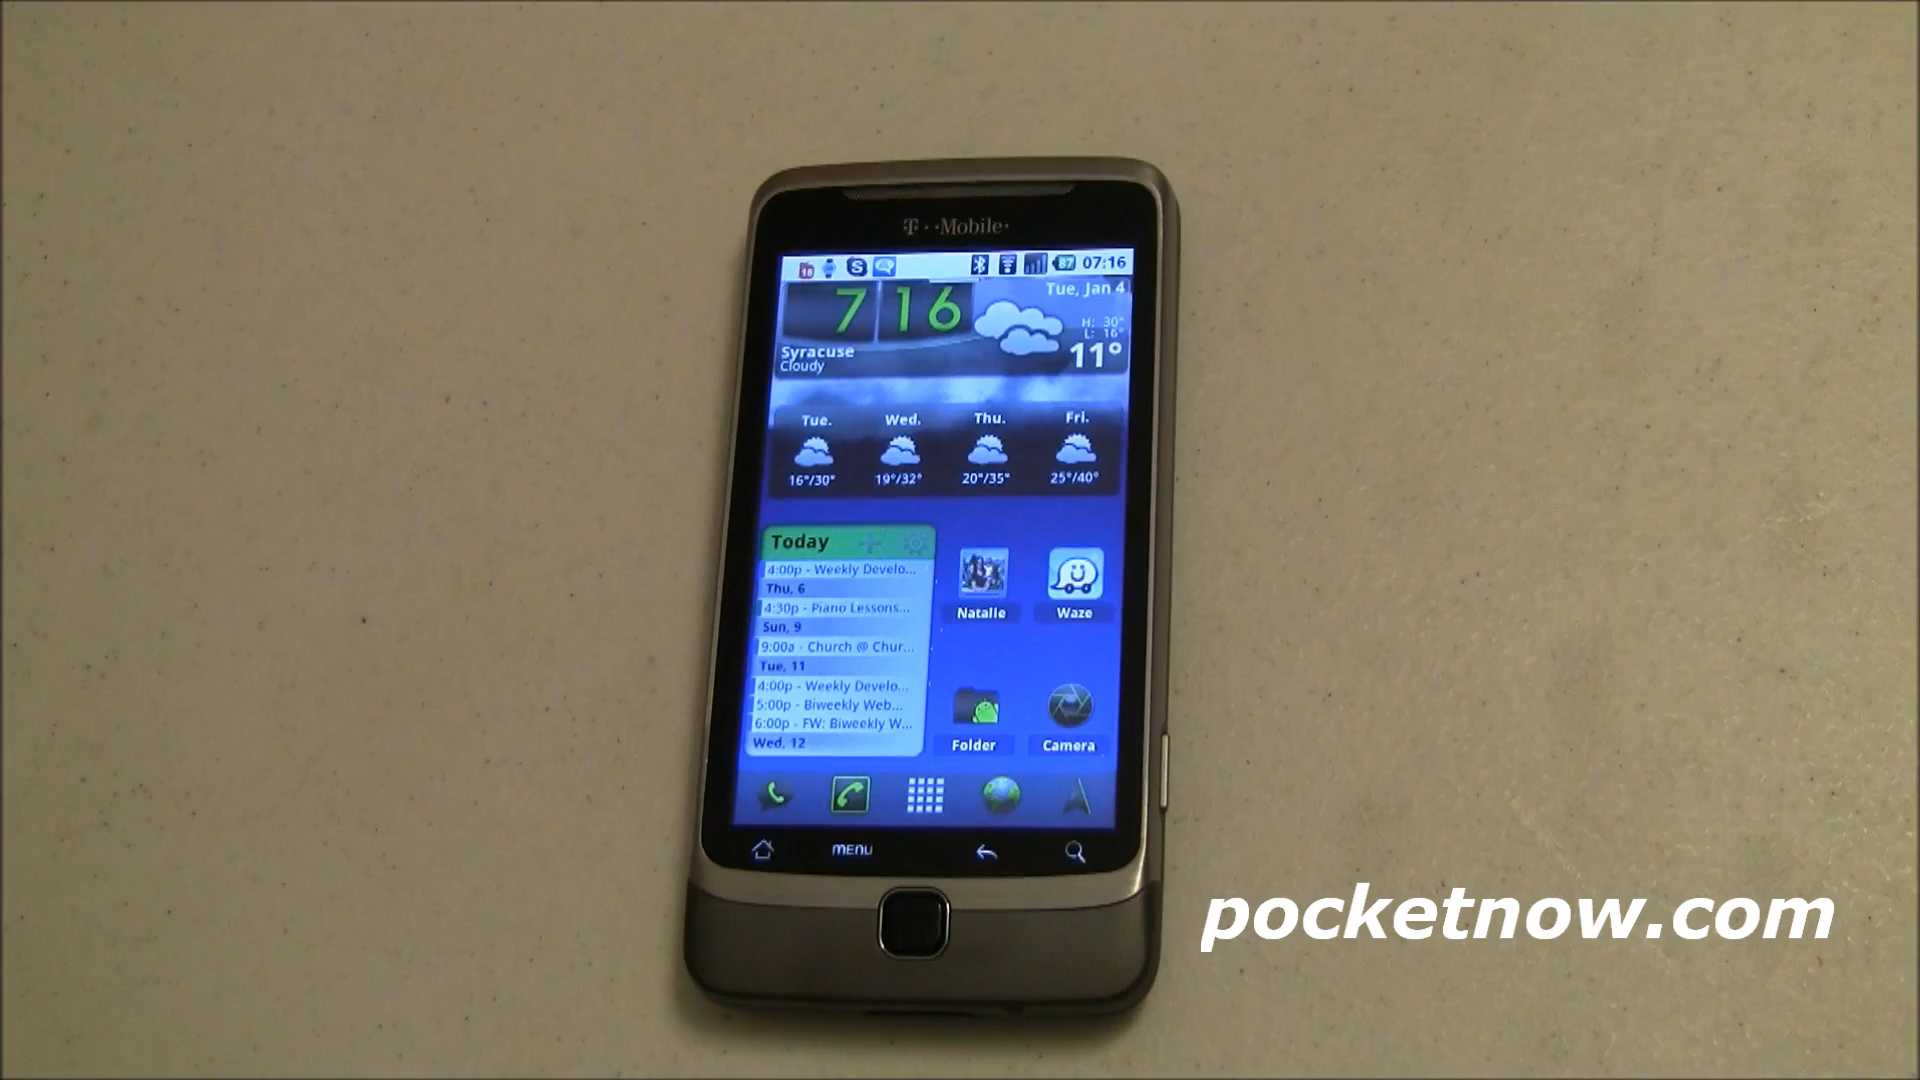 T··Mobile·
18
87 07:16
7 16
Tue, Jan 4
H: 30°
L: 16°
11°
Syracuse
Cloudy
Tue. Wed. Thu. Fri.
16°/30° 19°/32° 20°/35° 25°/40°
Today
4:00p - Weekly Develo...
Thu, 6
4:30p - Piano Lessons...
Sun, 9
9:00a - Church @ Chur...
Tue, 11
4:00p - Weekly Develo...
5:00p - Biweekly Web...
6:00p - FW: Biweekly W...
Wed, 12
Natalie Waze
Folder Camera
MENU
pocketnow.com